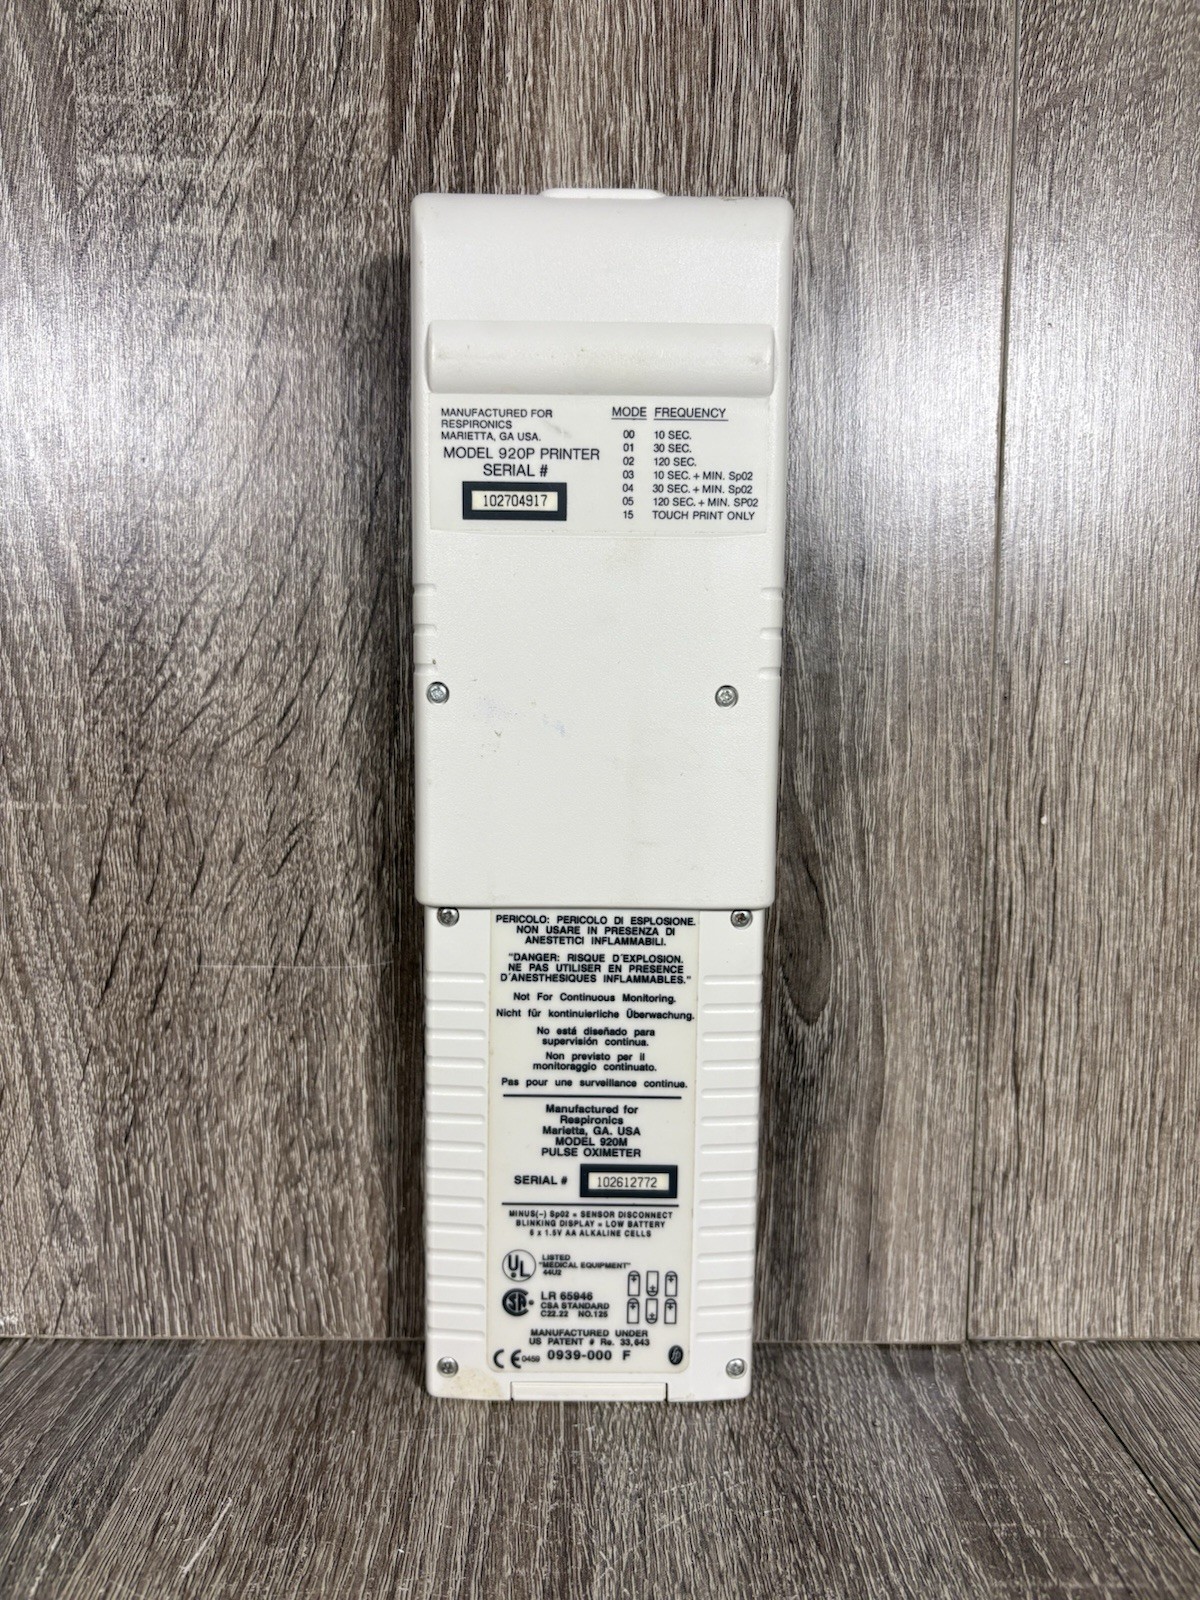 MANUFACTURED FOR
RESPIRONICS
MARIETTA, GA USA.
MODEL 920P PRINTER
SERIAL #
102704917
MODE FREQUENCY
00 10 SEC.
01 30 SEC.
02 120 SEC.
03 10 SEC. + MIN. Sp02
04 30 SEC. + MIN. Sp02
05 120 SEC. + MIN. SP02
15 TOUCH PRINT ONLY
PERICOLO: PERICOLO DI ESPLOSIONE.
NON USARE IN PRESENZA DI
ANESTETICI INFLAMMABILI.
"DANGER: RISQUE D'EXPLOSION.
NE PAS UTILISER EN PRESENCE
D'ANESTHESIQUES INFLAMMABLES."
Not For Continuous Monitoring.
Nicht für kontinuierliche Überwachung.
No está diseñado para
supervisión continua.
Non previsto per il
monitoraggio continuato.
Pas pour une surveillance continue.
Manufactured for
Respironics
Marietta, GA. USA
MODEL 920M
PULSE OXIMETER
SERIAL # 102612772
MINUS(-) Sp02 = SENSOR DISCONNECT
BLINKING DISPLAY = LOW BATTERY
6 x 1.5V AA ALKALINE CELLS
UL LISTED
"MEDICAL EQUIPMENT"
44U2
LR 65946
CSA STANDARD
C22.22 NO.125
MANUFACTURED UNDER
US PATENT # Re. 33,643
CE 0459 0939-000 F